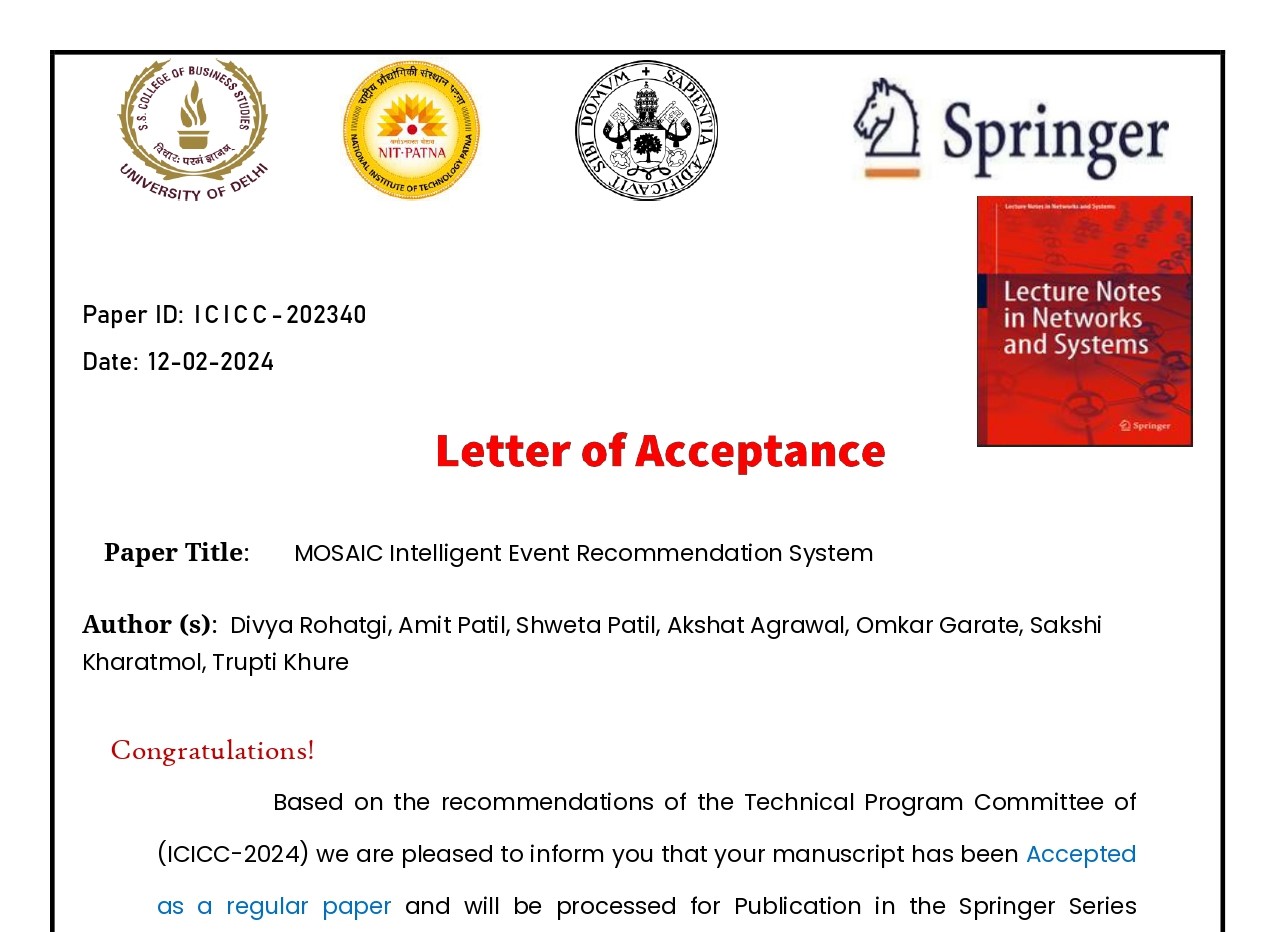 S.S. COLLEGE OF BUSINESS STUDIES
विचार: परमं ज्ञानम्
UNIVERSITY OF DELHI
राष्ट्रीय प्रौद्योगिकी संस्थान पटना
NIT-PATNA
NATIONAL INSTITUTE OF TECHNOLOGY PATNA
SAPIENTIA ÆDIFICAVIT SIBI DOMVM
Springer
Lecture Notes in Networks and Systems
Lecture Notes
in Networks
and Systems
Springer
Paper ID: ICICC-202340
Date: 12-02-2024
Letter of Acceptance
Paper Title: MOSAIC Intelligent Event Recommendation System
Author (s): Divya Rohatgi, Amit Patil, Shweta Patil, Akshat Agrawal, Omkar Garate, Sakshi
Kharatmol, Trupti Khure
Congratulations!
Based on the recommendations of the Technical Program Committee of
(ICICC-2024) we are pleased to inform you that your manuscript has been Accepted
as a regular paper and will be processed for Publication in the Springer Series